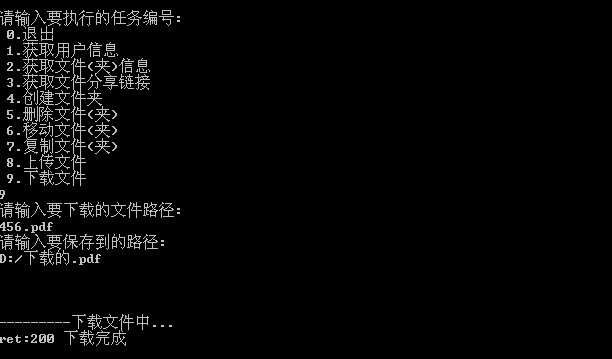 请输入要执行的任务编号:
0.退出
1.获取用户信息
2.获取文件(夹)信息
3.获取文件分享链接
4.创建文件夹
5.删除文件(夹)
6.移动文件(夹)
7.复制文件(夹)
8.上传文件
9.下载文件
9
请输入要下载的文件路径:
456.pdf
请输入要保存到的路径:
D:/下载的.pdf
---------下载文件中...
ret:200 下载完成